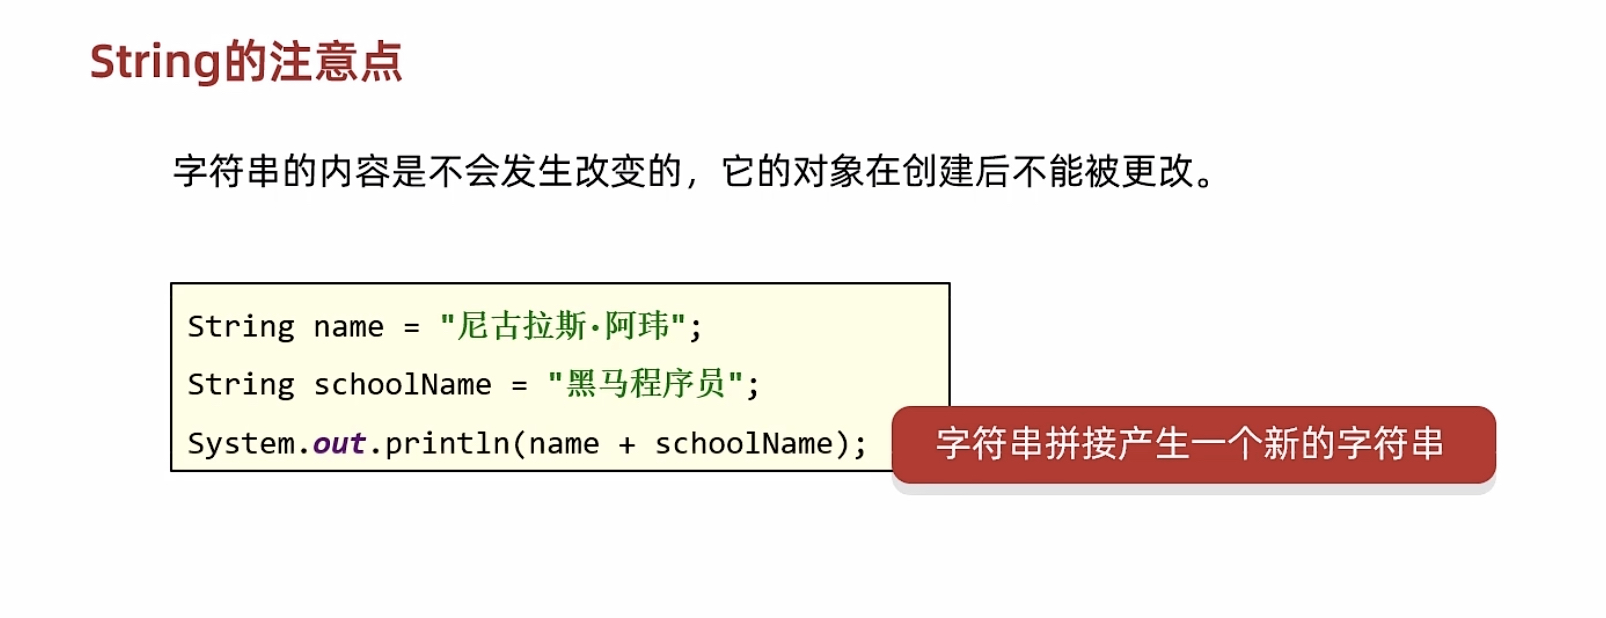 String的注意点
字符串的内容是不会发生改变的，它的对象在创建后不能被更改。
String name = "尼古拉斯·阿玮";
String schoolName = "黑马程序员";
System.out.println(name + schoolName);
字符串拼接产生一个新的字符串